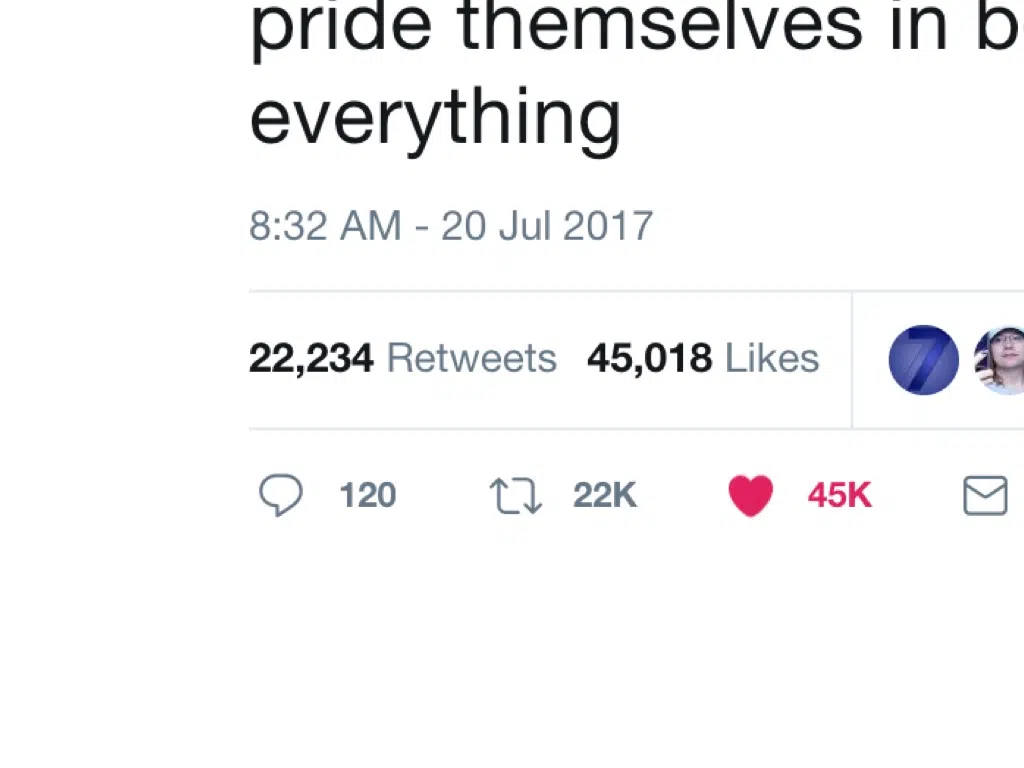 pride themselves in
everything
8:32 AM - 20 Jul 2017
22,234 Retweets 45,018 Likes
7
120 22K 45K